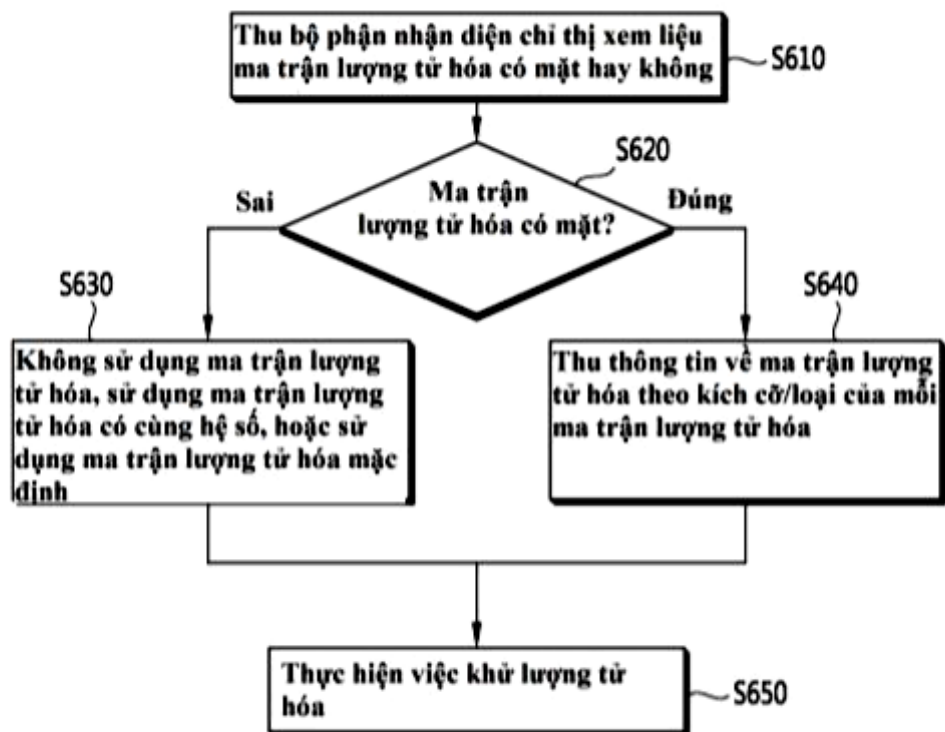 Thu bộ phận nhận diện chỉ thị xem liệu
ma trận lượng tử hóa có mặt hay không
S610
S620
Ma trận
lượng tử hóa có mặt?
Sai
Đúng
S630
S640
Không sử dụng ma trận lượng
tử hóa, sử dụng ma trận lượng
tử hóa có cùng hệ số, hoặc sử
dụng ma trận lượng tử hóa mặc
định
Thu thông tin về ma trận lượng
tử hóa theo kích cỡ/loại của mỗi
ma trận lượng tử hóa
Thực hiện việc khử lượng tử
hóa
S650